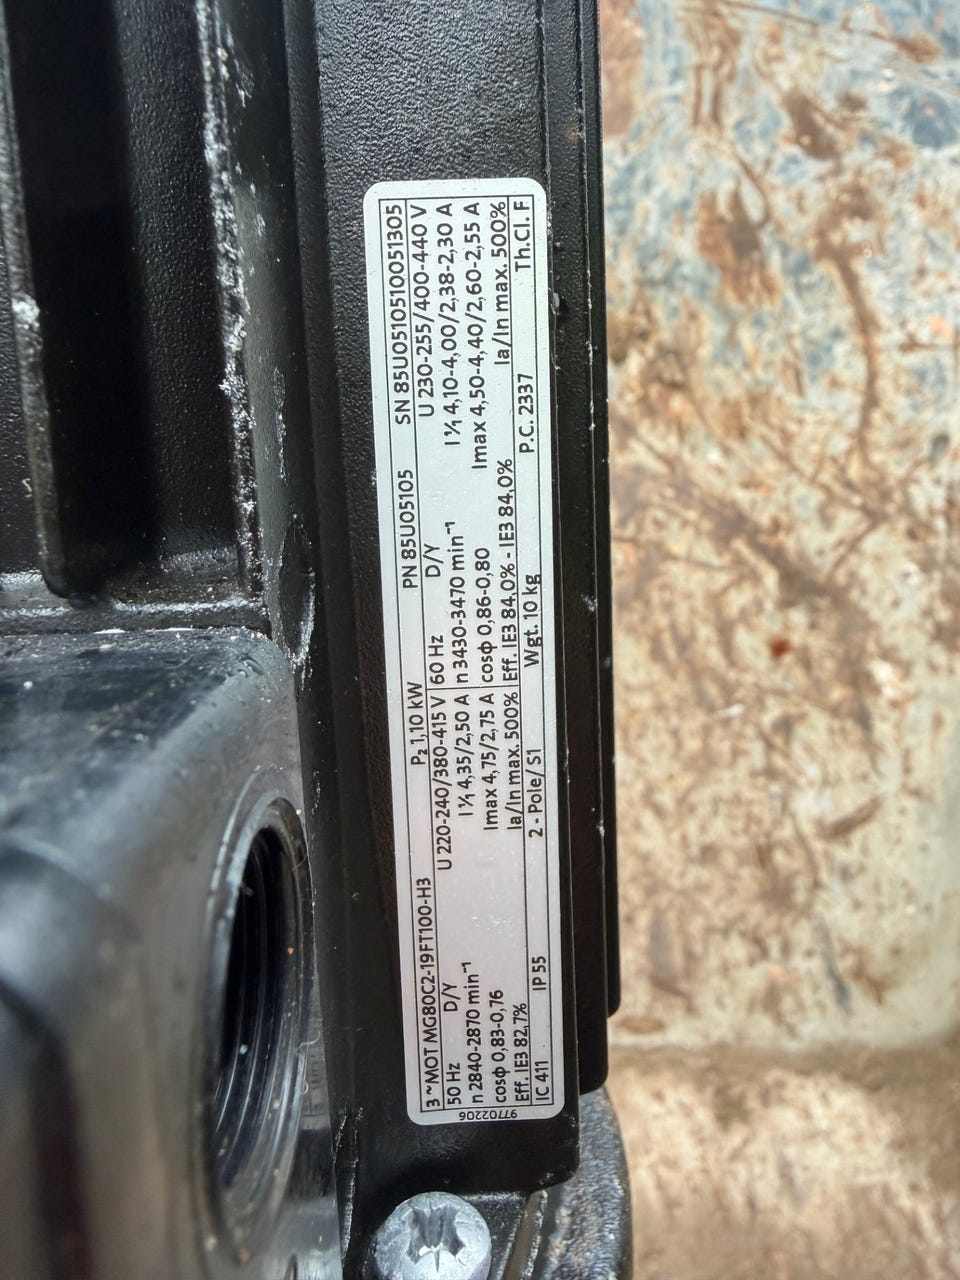 3 ~MOT MG80C2-19FT100-H3 P₂ 1,10 kW PN 85U05105 SN 85U0510510051305
50 Hz D/Y U 220-240/380-415 V 60 Hz D/Y U 230-255/400-440 V
n 2840-2870 min⁻¹ I 1/1 4,35/2,50 A n 3430-3470 min⁻¹ I 1/1 4,10-4,00/2,38-2,30 A
cosϕ 0,83-0,76 Imax 4,75/2,75 A cosϕ 0,86-0,80 Imax 4,50-4,40/2,60-2,55 A
Eff. IE3 82,7% Ia/In max. 500% Eff. IE3 84,0% - IE3 84,0% Ia/In max. 500%
IC 411 IP 55 2 - Pole/S1 Wgt. 10 kg P.C. 2337 Th.Cl. F
97702206